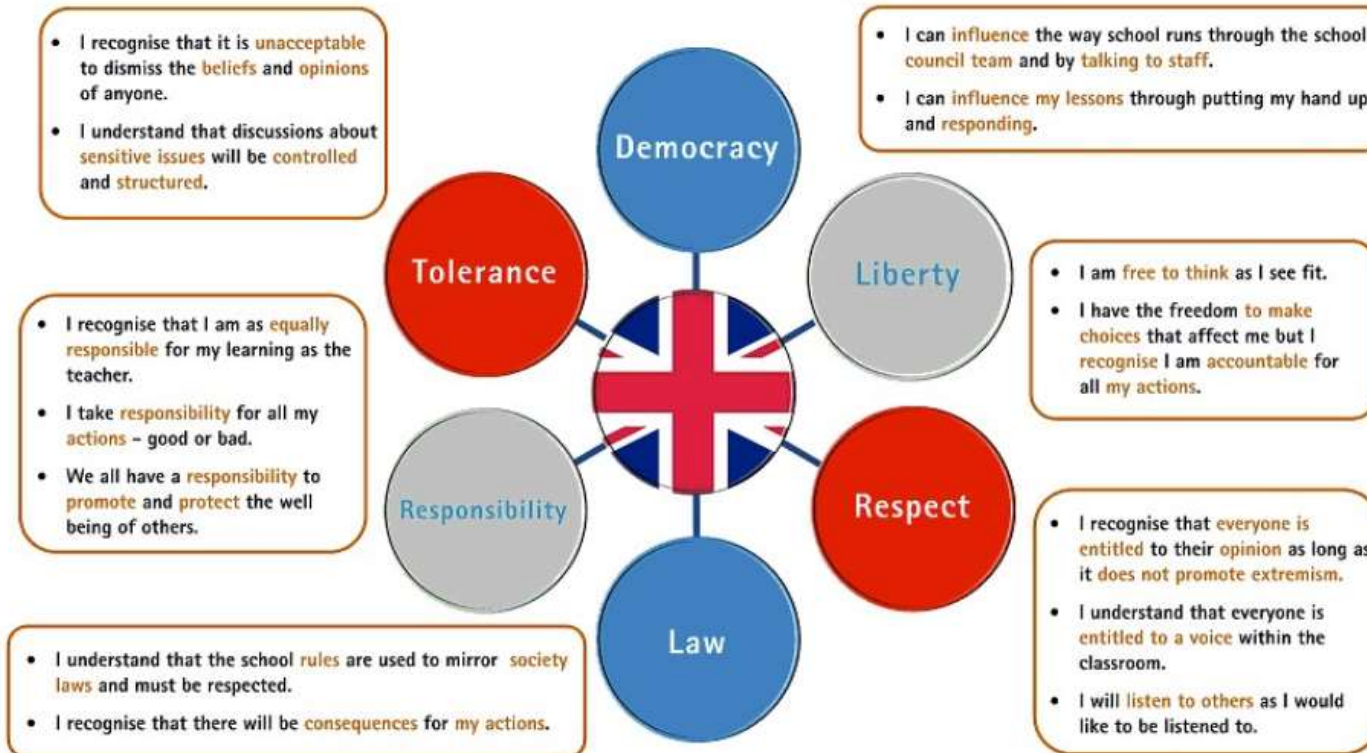 • I recognise that it is unacceptable
to dismiss the beliefs and opinions
of anyone.
• I understand that discussions about
sensitive issues will be controlled
and structured.
Democracy
• I can influence the way school runs through the school
council team and by talking to staff.
• I can influence my lessons through putting my hand up
and responding.
Tolerance
Liberty
• I am free to think as I see fit.
• I have the freedom to make
choices that affect me but I
recognise I am accountable for
all my actions.
• I recognise that I am as equally
responsible for my learning as the
teacher.
• I take responsibility for all my
actions – good or bad.
• We all have a responsibility to
promote and protect the well
being of others.
Responsibility
Respect
• I recognise that everyone is
entitled to their opinion as long as
it does not promote extremism.
• I understand that everyone is
entitled to a voice within the
classroom.
• I will listen to others as I would
like to be listened to.
Law
• I understand that the school rules are used to mirror society
laws and must be respected.
• I recognise that there will be consequences for my actions.